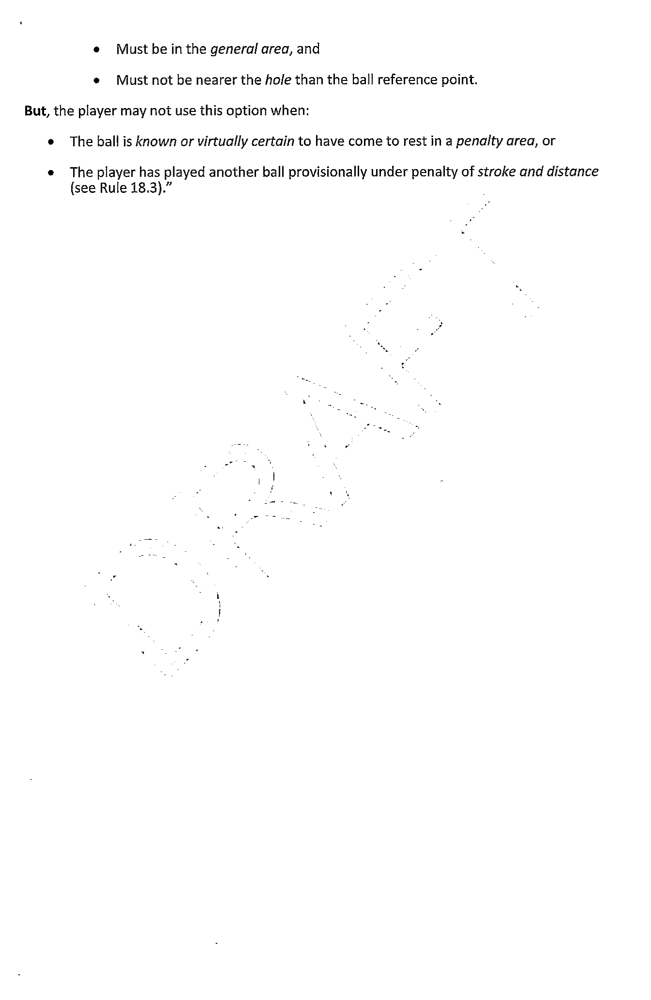 • Must be in the general area, and
• Must not be nearer the hole than the ball reference point.
But, the player may not use this option when:
• The ball is known or virtually certain to have come to rest in a penalty area, or
• The player has played another ball provisionally under penalty of stroke and distance
(see Rule 18.3).”
DRAFT